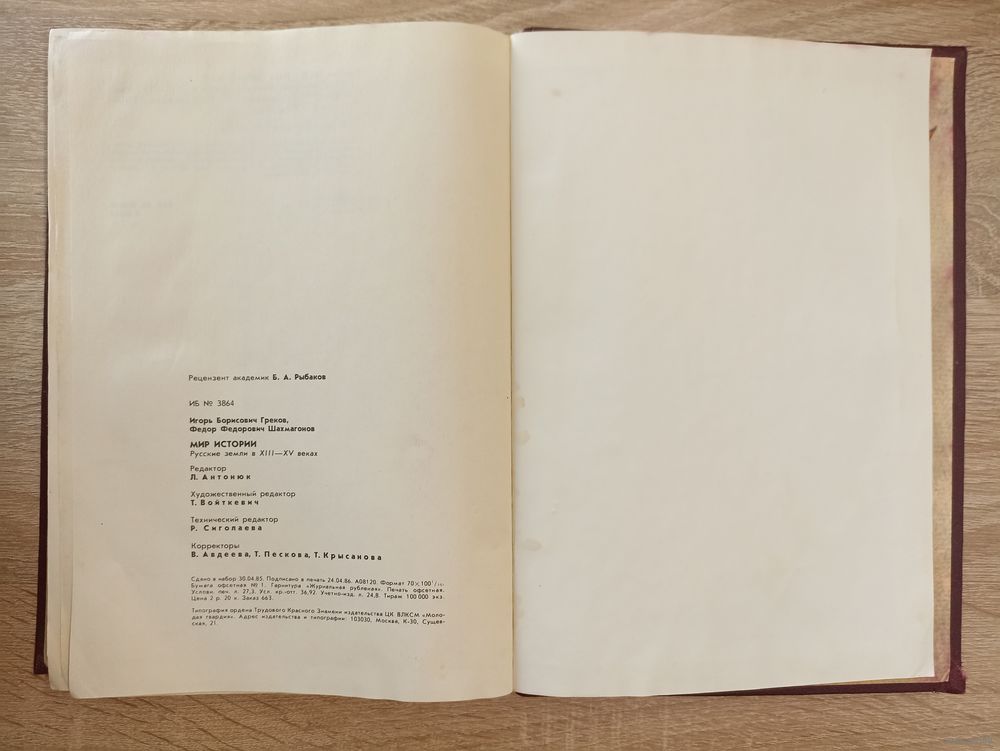 Рецензент академик Б. А. Рыбаков
ИБ № 3864
Игорь Борисович Греков,
Федор Федорович Шахмагонов
МИР ИСТОРИИ
Русские земли в XIII—XV веках
Редактор
Л. Антонюк
Художественный редактор
Т. Войткевич
Технический редактор
Р. Сиголаева
Корректоры
В. Авдеева, Т. Пескова, Т. Крысанова
Сдано в набор 30.04.85. Подписано в печать 24.04.86. А08120. Формат 70×100¹/₁₆.
Бумага офсетная № 1. Гарнитура «Журнальная рубленая». Печать офсетная.
Услови. печ. л. 27,3. Усл. кр.-отт. 36,92. Учетно-изд. л. 24,8. Тираж 100 000 экз.
Цена 2 р. 20 к. Заказ 663.
Типография ордена Трудового Красного Знамени издательства ЦК ВЛКСМ «Моло-
дая гвардия». Адрес издательства и типографии: 103030, Москва, К-30, Сущев-
ская, 21.